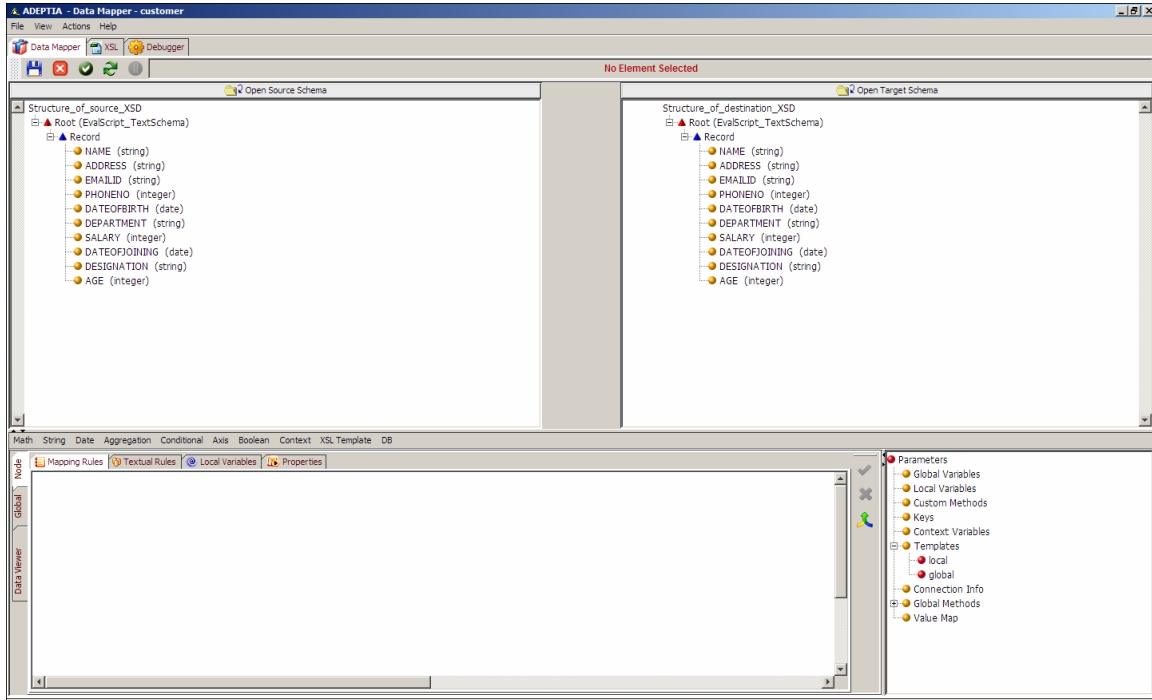 ADEPTIA - Data Mapper - customer
File View Actions Help
Data Mapper XSL Debugger
No Element Selected
Open Source Schema
Structure_of_source_XSD
Root (EvalScript_TextSchema)
Record
NAME (string)
ADDRESS (string)
EMAILID (string)
PHONENO (integer)
DATEOFBIRTH (date)
DEPARTMENT (string)
SALARY (integer)
DATEOFJOINING (date)
DESIGNATION (string)
AGE (integer)
Open Target Schema
Structure_of_destination_XSD
Root (EvalScript_TextSchema)
Record
NAME (string)
ADDRESS (string)
EMAILID (string)
PHONENO (integer)
DATEOFBIRTH (date)
DEPARTMENT (string)
SALARY (integer)
DATEOFJOINING (date)
DESIGNATION (string)
AGE (integer)
Math String Date Aggregation Conditional Axis Boolean Context XSL Template DB
Node
Global
Data Viewer
Mapping Rules Textual Rules Local Variables Properties
Parameters
Global Variables
Local Variables
Custom Methods
Keys
Context Variables
Templates
local
global
Connection Info
Global Methods
Value Map